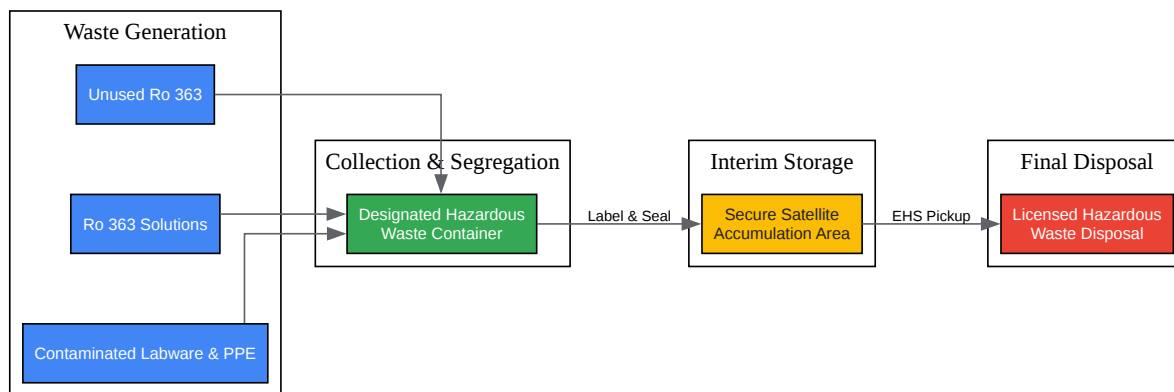 Waste Generation
Unused Ro 363
Ro 363 Solutions
Contaminated Labware & PPE
Collection & Segregation
Designated Hazardous
Waste Container
Label & Seal
Interim Storage
Secure Satellite
Accumulation Area
EHS Pickup
Final Disposal
Licensed Hazardous
Waste Disposal